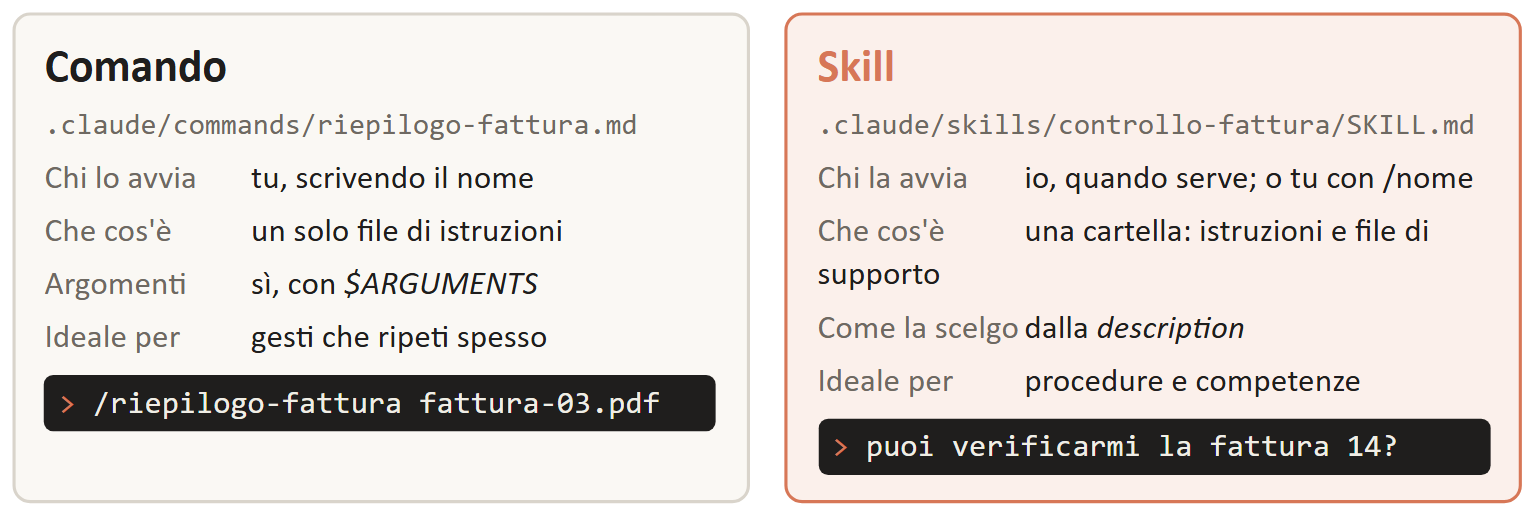 Comando
.claude/commands/riepilogo-fattura.md
Chi lo avvia tu, scrivendo il nome
Che cos'è un solo file di istruzioni
Argomenti sì, con $ARGUMENTS
Ideale per gesti che ripeti spesso
> /riepilogo-fattura fattura-03.pdf
Skill
.claude/skills/controllo-fattura/SKILL.md
Chi la avvia io, quando serve; o tu con /nome
Che cos'è una cartella: istruzioni e file di
supporto
Come la scelgo dalla description
Ideale per procedure e competenze
> puoi verificarmi la fattura 14?